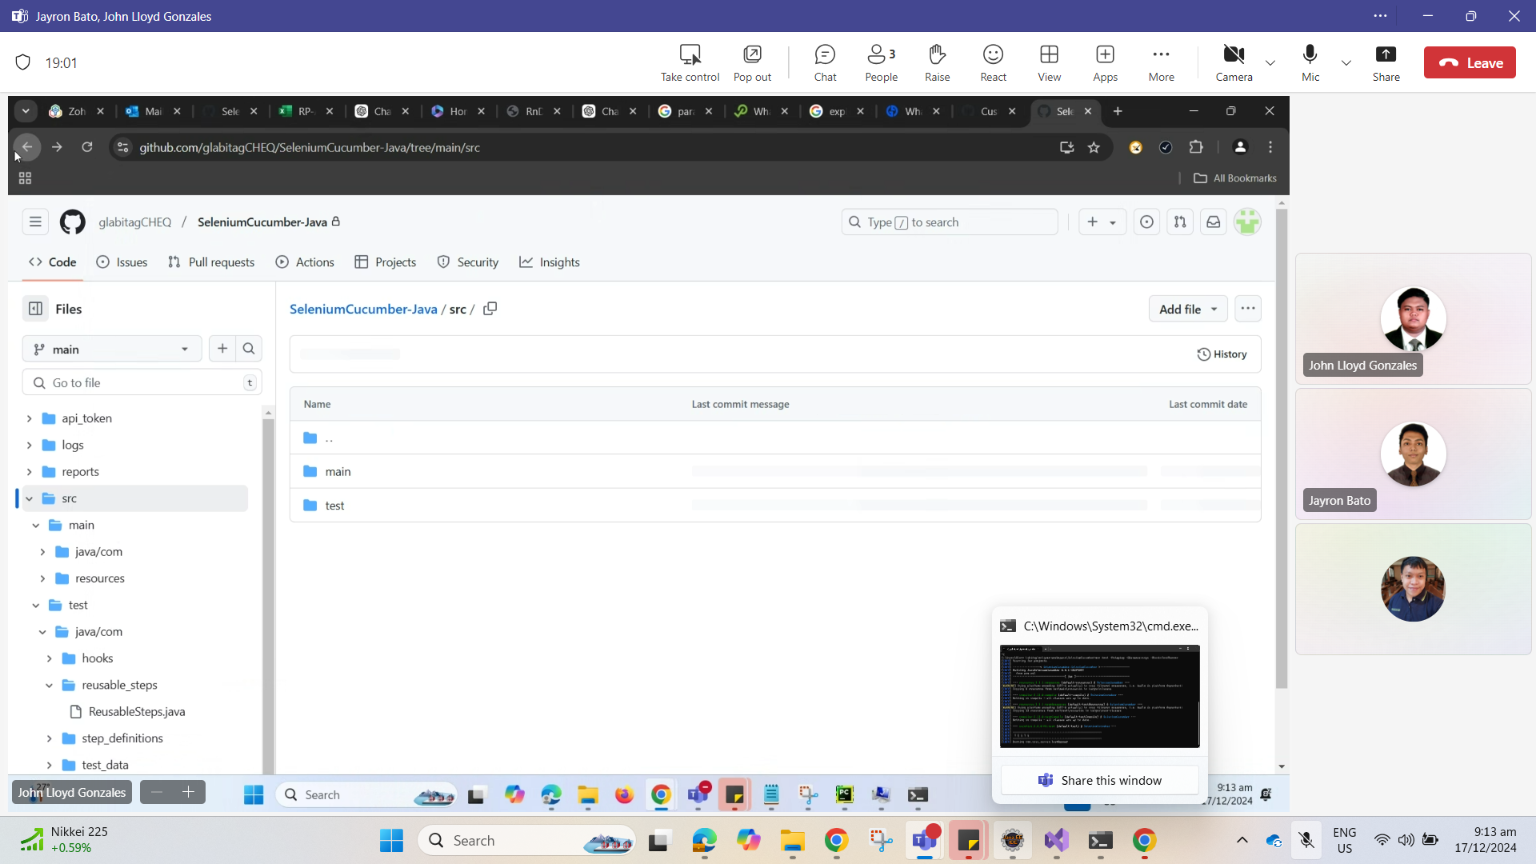 Jayron Bato, John Lloyd Gonzales
19:01
Take control
Pop out
Chat
3
People
Raise
React
View
Apps
More
Camera
Mic
Share
Leave
Zoh
Mai
Sele
RP-
Cha
Hor
RnD
Cha
par
Wh
exp
Wha
Cus
Sele
github.com/glabitagCHEQ/SeleniumCucumber-Java/tree/main/src
All Bookmarks
glabitagCHEQ / SeleniumCucumber-Java
Type / to search
Code
Issues
Pull requests
Actions
Projects
Security
Insights
Files
SeleniumCucumber-Java / src /
Add file
main
Go to file
t
History
Name
Last commit message
Last commit date
..
main
test
api_token
logs
reports
src
main
java/com
resources
test
java/com
hooks
reusable_steps
ReusableSteps.java
step_definitions
test_data
C:\Windows\System32\cmd.exe...
Share this window
John Lloyd Gonzales
Jayron Bato
John Lloyd Gonzales
Search
9:13 am
17/12/2024
Nikkei 225
+0.59%
Search
ENG
US
9:13 am
17/12/2024